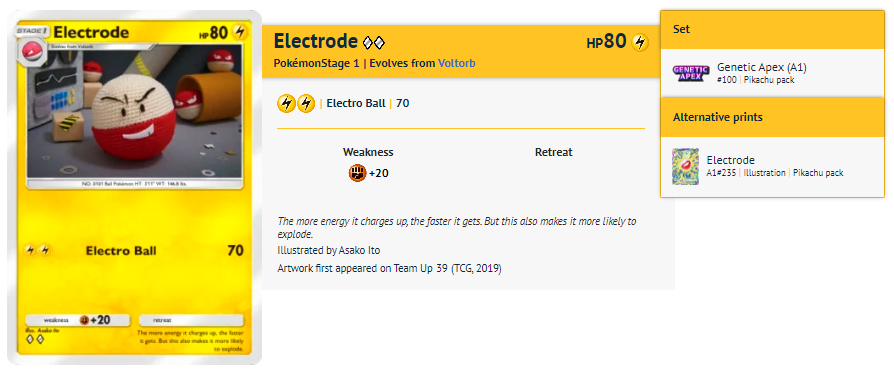 STAGE 1
Electrode
HP80
Evolves from Voltorb
NO. 0101 Ball Pokémon HT: 3'11" WT: 146.8 lbs.
Electro Ball 70
weakness +20 retreat
Illus. Asako Ito
The more energy it charges up, the faster
it gets. But this also makes it more likely
to explode.
Electrode
HP80
PokémonStage 1 | Evolves from Voltorb
| Electro Ball | 70
Weakness Retreat
+20
The more energy it charges up, the faster it gets. But this also makes it more likely to
explode.
Illustrated by Asako Ito
Artwork first appeared on Team Up 39 (TCG, 2019)
Set
GENETIC
APEX
Genetic Apex (A1)
#100 | Pikachu pack
Alternative prints
Electrode
A1#235 | Illustration | Pikachu pack